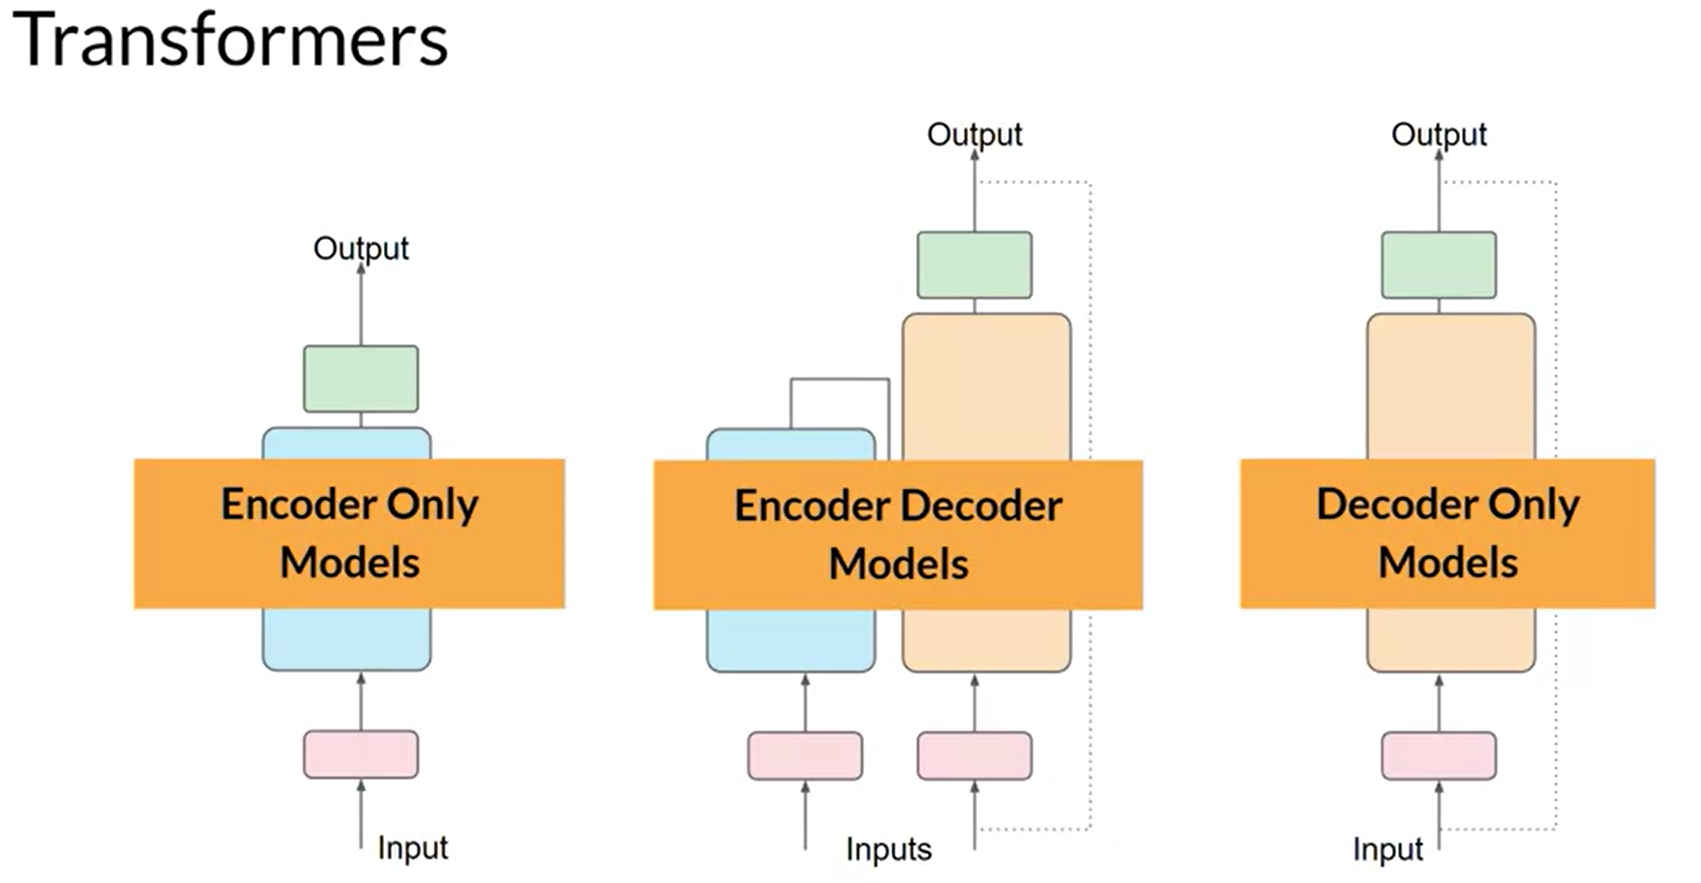 Transformers
Output
Encoder Only
Models
Input
Output
Encoder Decoder
Models
Inputs
Output
Decoder Only
Models
Input